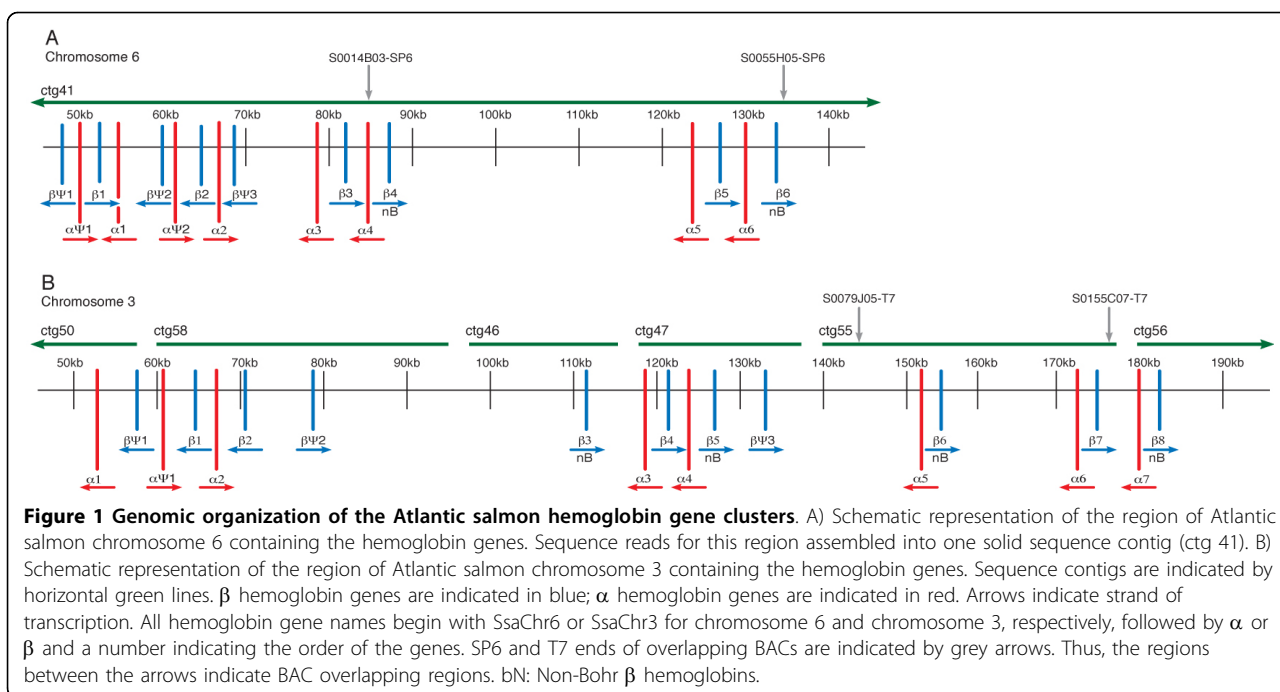 A
Chromosome 6
S0014B03-SP6 S0055H05-SP6
ctg41
50kb 60kb 70kb 80kb 90kb 100kb 110kb 120kb 130kb 140kb
βΨ1 β1 βΨ2 β2 βΨ3 β3 β4 β5 β6
nB nB
αΨ1 α1 αΨ2 α2 α3 α4 α5 α6
B
Chromosome 3
S0079J05-T7 S0155C07-T7
ctg50 ctg58 ctg46 ctg47 ctg55 ctg56
50kb 60kb 70kb 80kb 90kb 100kb 110kb 120kb 130kb 140kb 150kb 160kb 170kb 180kb 190kb
βΨ1 β1 β2 βΨ2 β3 β4 β5 βΨ3 β6 β7 β8
nB nB nB nB
α1 αΨ1 α2 α3 α4 α5 α6 α7
Figure 1 Genomic organization of the Atlantic salmon hemoglobin gene clusters. A) Schematic representation of the region of Atlantic
salmon chromosome 6 containing the hemoglobin genes. Sequence reads for this region assembled into one solid sequence contig (ctg 41). B)
Schematic representation of the region of Atlantic salmon chromosome 3 containing the hemoglobin genes. Sequence contigs are indicated by
horizontal green lines. β hemoglobin genes are indicated in blue; α hemoglobin genes are indicated in red. Arrows indicate strand of
transcription. All hemoglobin gene names begin with SsaChr6 or SsaChr3 for chromosome 6 and chromosome 3, respectively, followed by α or
β and a number indicating the order of the genes. SP6 and T7 ends of overlapping BACs are indicated by grey arrows. Thus, the regions
between the arrows indicate BAC overlapping regions. bN: Non-Bohr β hemoglobins.